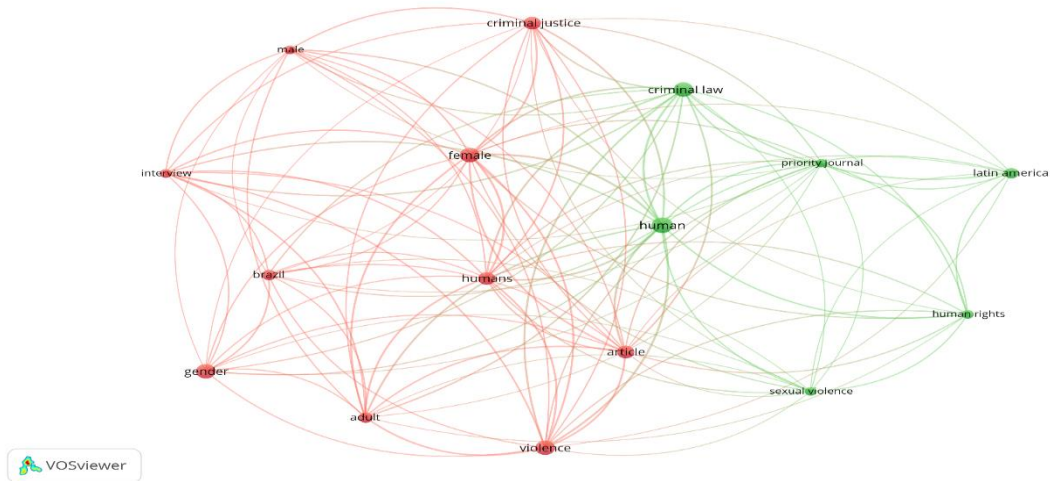 criminal justice
male
criminal law
female
priority journal
interview
latin america
human
brazil
humans
human rights
article
gender
sexual violence
adult
violence
VOSviewer